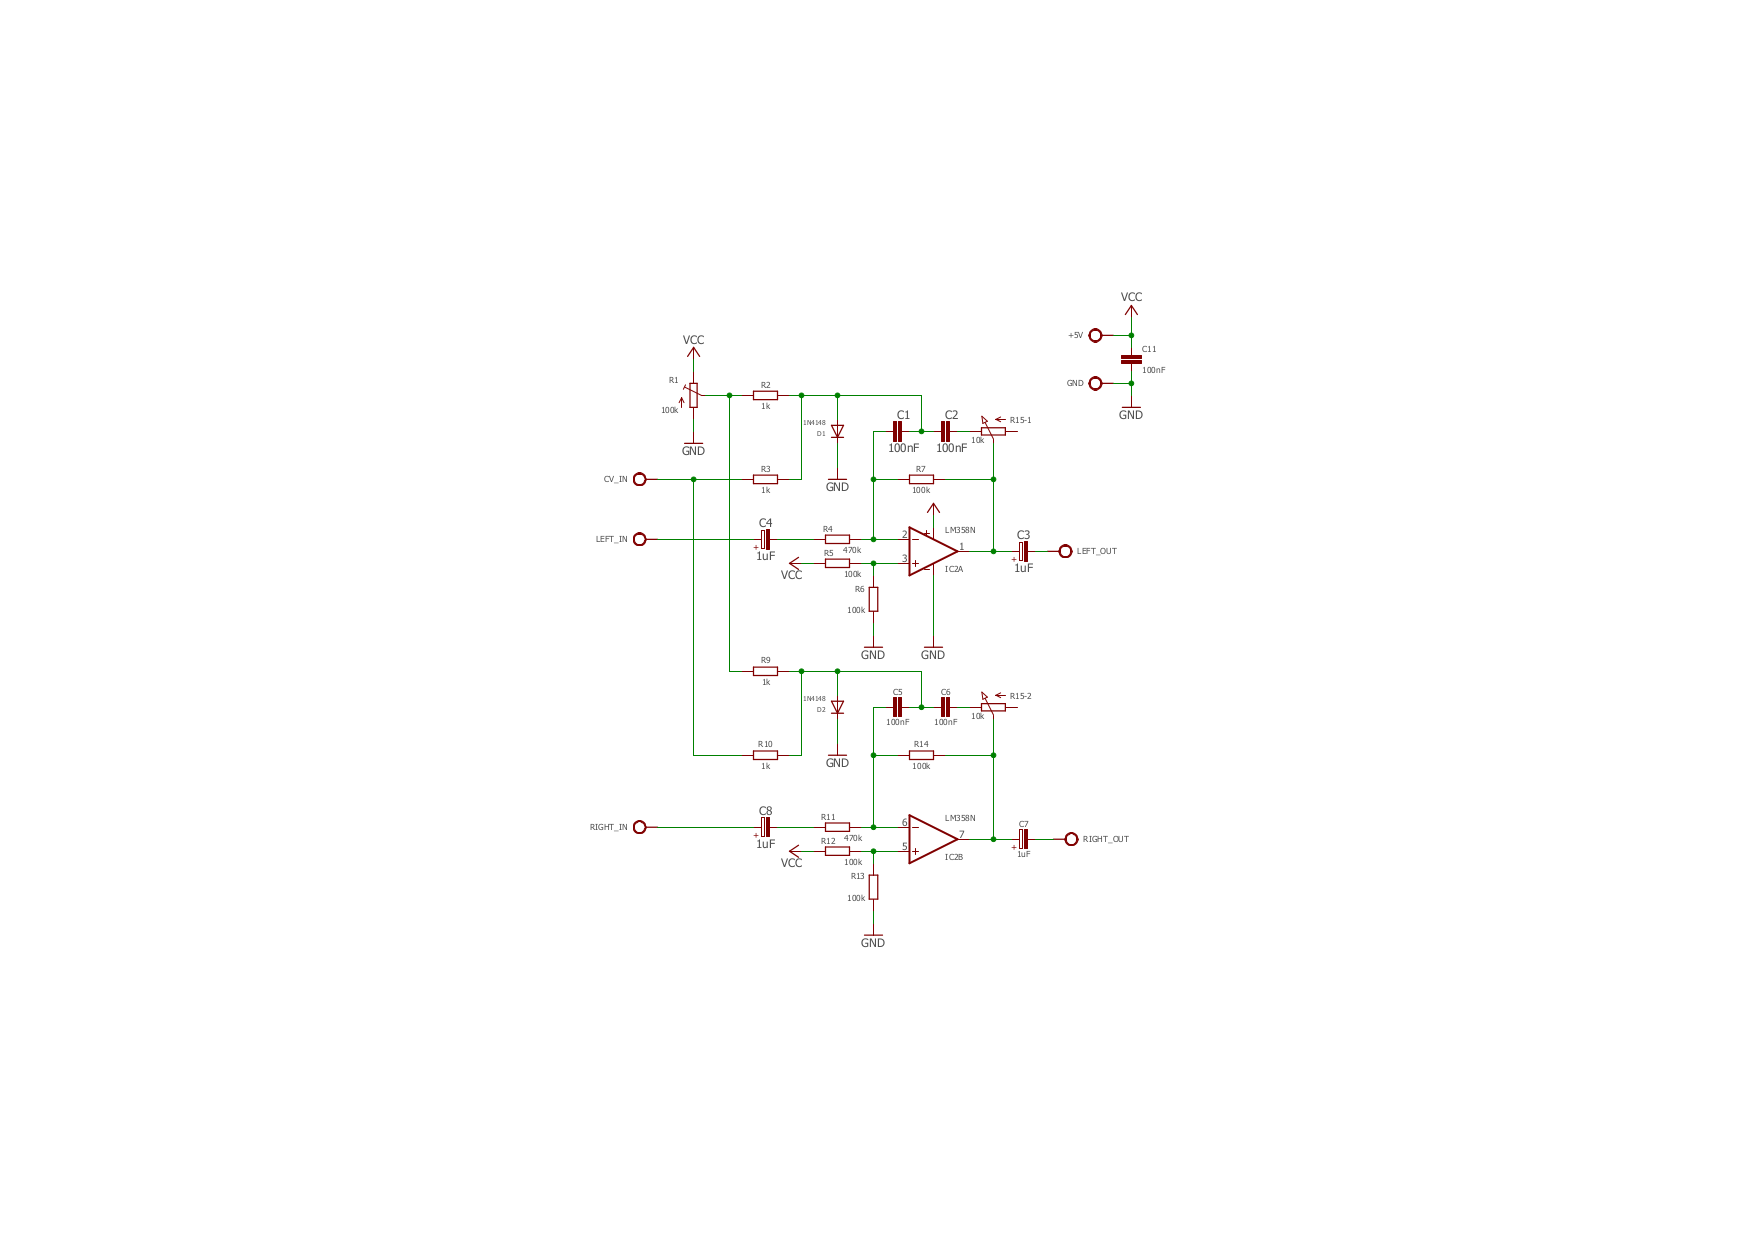 VCC
+5V
C11
100nF
GND
GND
VCC
R1
100k
GND
R2
1k
1N4148
D1
GND
C1
100nF
C2
100nF
R15-1
10k
CV_IN
R3
1k
R7
100k
LEFT_IN
C4
+
1uF
R4
470k
R5
100k
VCC
R6
100k
GND
2
3
1
LM358N
IC2A
GND
C3
+
1uF
LEFT_OUT
R9
1k
1N4148
D2
GND
C5
100nF
C6
100nF
R15-2
10k
R10
1k
R14
100k
RIGHT_IN
C8
+
1uF
R11
470k
R12
100k
VCC
R13
100k
GND
6
5
7
LM358N
IC2B
C7
+
1uF
RIGHT_OUT